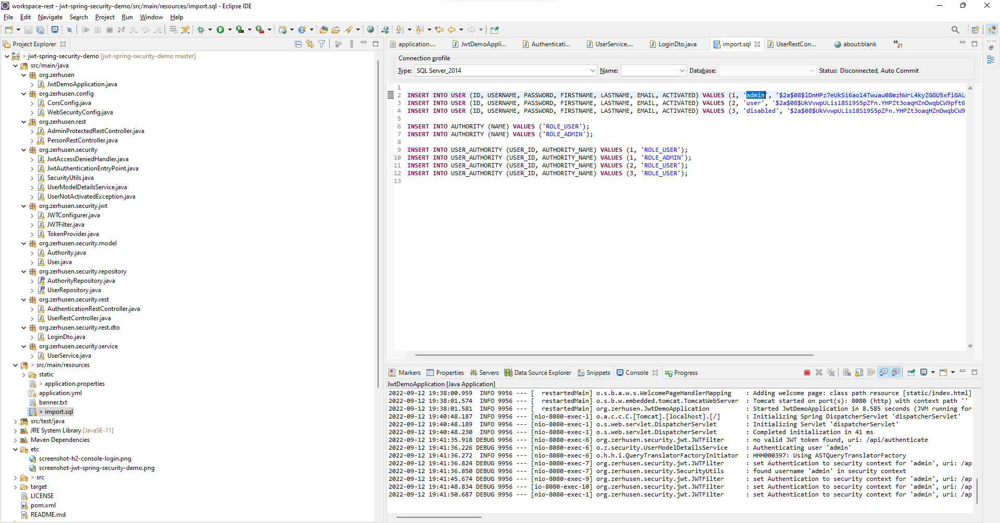 workspace-rest - jwt-spring-security-demo/src/main/resources/import.sql - Eclipse IDE
File Edit Navigate Search Project Run Window Help
Project Explorer
jwt-spring-security-demo [jwt-spring-security-demo master]
src/main/java
org.zerhusen
JwtDemoApplication.java
org.zerhusen.config
CorsConfig.java
WebSecurityConfig.java
org.zerhusen.rest
AdminProtectedRestController.java
PersonRestController.java
org.zerhusen.security
JwtAccessDeniedHandler.java
JwtAuthenticationEntryPoint.java
SecurityUtils.java
UserModelDetailsService.java
UserNotActivatedException.java
org.zerhusen.security.jwt
JWTConfigurer.java
JWTFilter.java
TokenProvider.java
org.zerhusen.security.model
Authority.java
User.java
org.zerhusen.security.repository
AuthorityRepository.java
UserRepository.java
org.zerhusen.security.rest
AuthenticationRestController.java
UserRestController.java
org.zerhusen.security.rest.dto
LoginDto.java
org.zerhusen.security.service
UserService.java
> src/main/resources
static
> application.properties
application.yml
banner.txt
> import.sql
src/test/java
JRE System Library [JavaSE-11]
Maven Dependencies
etc
screenshot-h2-console-login.png
screenshot-jwt-spring-security-demo.png
> src
target
LICENSE
pom.xml
README.md
application.... JwtDemoAppli... Authenticati... UserService.... LoginDto.java import.sql UserRestCon... about:blank »21
Connection profile
Type: SQL Server_2014 Name: Database: Status: Disconnected, Auto Commit
1
2 INSERT INTO USER (ID, USERNAME, PASSWORD, FIRSTNAME, LASTNAME, EMAIL, ACTIVATED) VALUES (1, 'admin', '$2a$08$lDnHPz7eUkSi6ao14Twuau08mzhWrL4kyZGGU5xfiGAL
3 INSERT INTO USER (ID, USERNAME, PASSWORD, FIRSTNAME, LASTNAME, EMAIL, ACTIVATED) VALUES (2, 'user', '$2a$08$UkVvwpULis18S19S5pZFn.YHPZt3oaqHZnDwqbCW9pft6
4 INSERT INTO USER (ID, USERNAME, PASSWORD, FIRSTNAME, LASTNAME, EMAIL, ACTIVATED) VALUES (3, 'disabled', '$2a$08$UkVvwpULis18S19S5pZFn.YHPZt3oaqHZnDwqbCW9
5
6 INSERT INTO AUTHORITY (NAME) VALUES ('ROLE_USER');
7 INSERT INTO AUTHORITY (NAME) VALUES ('ROLE_ADMIN');
8
9 INSERT INTO USER_AUTHORITY (USER_ID, AUTHORITY_NAME) VALUES (1, 'ROLE_USER');
10 INSERT INTO USER_AUTHORITY (USER_ID, AUTHORITY_NAME) VALUES (1, 'ROLE_ADMIN');
11 INSERT INTO USER_AUTHORITY (USER_ID, AUTHORITY_NAME) VALUES (2, 'ROLE_USER');
12 INSERT INTO USER_AUTHORITY (USER_ID, AUTHORITY_NAME) VALUES (3, 'ROLE_USER');
13
Markers Properties Servers Data Source Explorer Snippets Console Progress
JwtDemoApplication [Java Application]
2022-09-12 19:38:00.959 INFO 9956 --- [ restartedMain] o.s.b.a.w.s.WelcomePageHandlerMapping : Adding welcome page: class path resource [static/index.html]
2022-09-12 19:38:01.574 INFO 9956 --- [ restartedMain] o.s.b.w.embedded.tomcat.TomcatWebServer : Tomcat started on port(s): 8080 (http) with context path ''
2022-09-12 19:38:01.581 INFO 9956 --- [ restartedMain] org.zerhusen.JwtDemoApplication : Started JwtDemoApplication in 8.585 seconds (JVM running for
2022-09-12 19:40:48.187 INFO 9956 --- [nio-8080-exec-1] o.a.c.c.C.[Tomcat].[localhost].[/] : Initializing Spring DispatcherServlet 'dispatcherServlet'
2022-09-12 19:40:48.189 INFO 9956 --- [nio-8080-exec-1] o.s.web.servlet.DispatcherServlet : Initializing Servlet 'dispatcherServlet'
2022-09-12 19:40:48.230 INFO 9956 --- [nio-8080-exec-1] o.s.web.servlet.DispatcherServlet : Completed initialization in 41 ms
2022-09-12 19:41:35.918 DEBUG 9956 --- [nio-8080-exec-6] org.zerhusen.security.jwt.JWTFilter : no valid JWT token found, uri: /api/authenticate
2022-09-12 19:41:36.226 DEBUG 9956 --- [nio-8080-exec-6] o.z.security.UserModelDetailsService : Authenticating user 'admin'
2022-09-12 19:41:36.272 INFO 9956 --- [nio-8080-exec-6] o.h.h.i.QueryTranslatorFactoryInitiator : HHH000397: Using ASTQueryTranslatorFactory
2022-09-12 19:41:36.824 DEBUG 9956 --- [nio-8080-exec-7] org.zerhusen.security.jwt.JWTFilter : set Authentication to security context for 'admin', uri: /ap
2022-09-12 19:41:36.850 DEBUG 9956 --- [nio-8080-exec-7] org.zerhusen.security.SecurityUtils : found username 'admin' in security context
2022-09-12 19:41:45.674 DEBUG 9956 --- [nio-8080-exec-9] org.zerhusen.security.jwt.JWTFilter : set Authentication to security context for 'admin', uri: /ap
2022-09-12 19:41:48.834 DEBUG 9956 --- [io-8080-exec-10] org.zerhusen.security.jwt.JWTFilter : set Authentication to security context for 'admin', uri: /ap
2022-09-12 19:41:50.687 DEBUG 9956 --- [nio-8080-exec-1] org.zerhusen.security.jwt.JWTFilter : set Authentication to security context for 'admin', uri: /ap